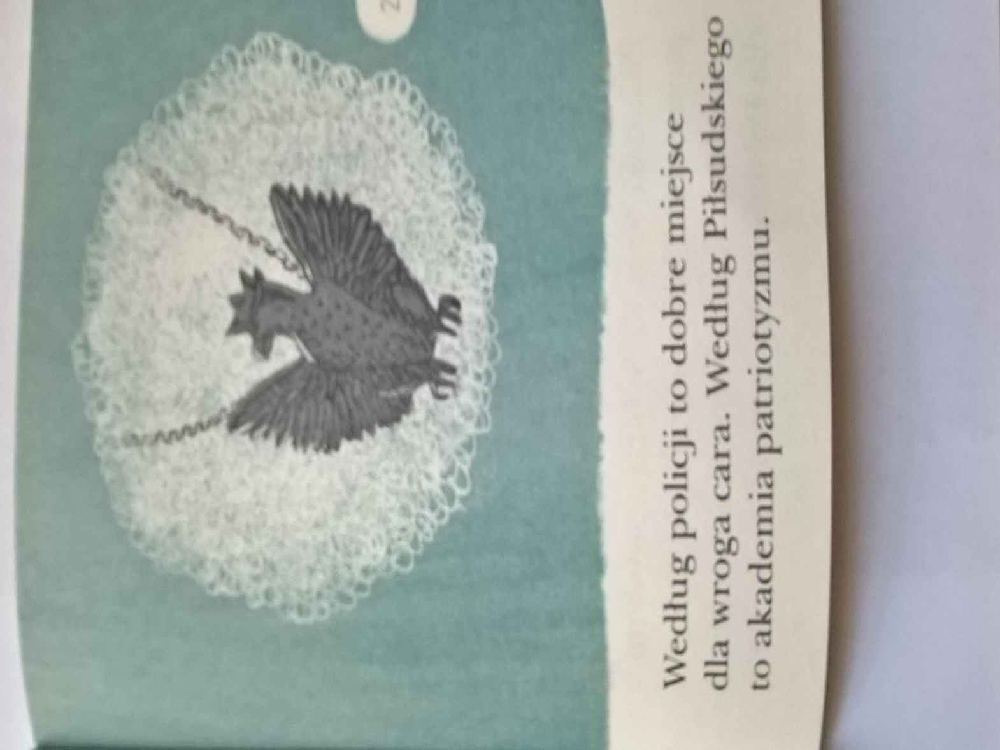 Według policji to dobre miejsce
dla wroga cara. Według Piłsudskiego
to akademia patriotyzmu.